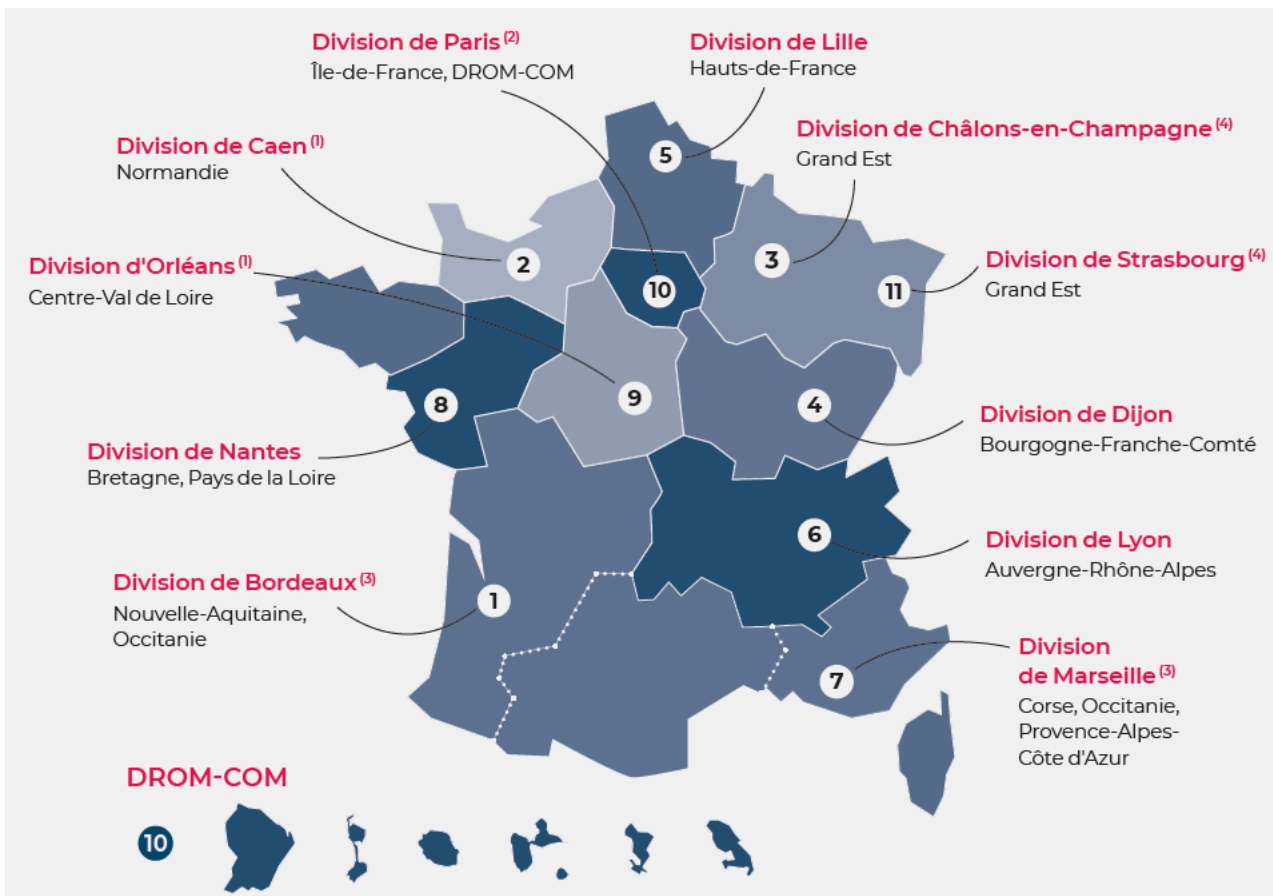 Division de Paris (2)
Île-de-France, DROM-COM
Division de Lille
Hauts-de-France
Division de Caen (1)
Normandie
Division de Châlons-en-Champagne (4)
Grand Est
5
Division d'Orléans (1)
Centre-Val de Loire
2
3
10
11
Division de Strasbourg (4)
Grand Est
8
9
4
Division de Nantes
Bretagne, Pays de la Loire
Division de Dijon
Bourgogne-Franche-Comté
6
Division de Lyon
Auvergne-Rhône-Alpes
Division de Bordeaux (3)
Nouvelle-Aquitaine,
Occitanie
1
7
Division
de Marseille (3)
Corse, Occitanie,
Provence-Alpes-
Côte d'Azur
DROM-COM
10